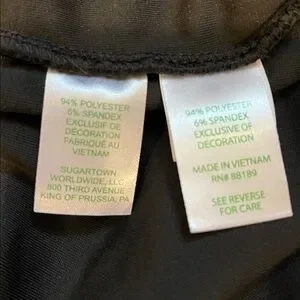 94% POLYESTER
6% SPANDEX
EXCLUSIF DE
DÉCORATION
FABRIQUE AU
VIETNAM
SUGARTOWN
WORLDWIDE, LLC
800 THIRD AVENUE
KING OF PRUSSIA, PA
94% POLYESTER
6% SPANDEX
EXCLUSIVE OF
DECORATION
MADE IN VIETNAM
RN# 88189
SEE REVERSE
FOR CARE